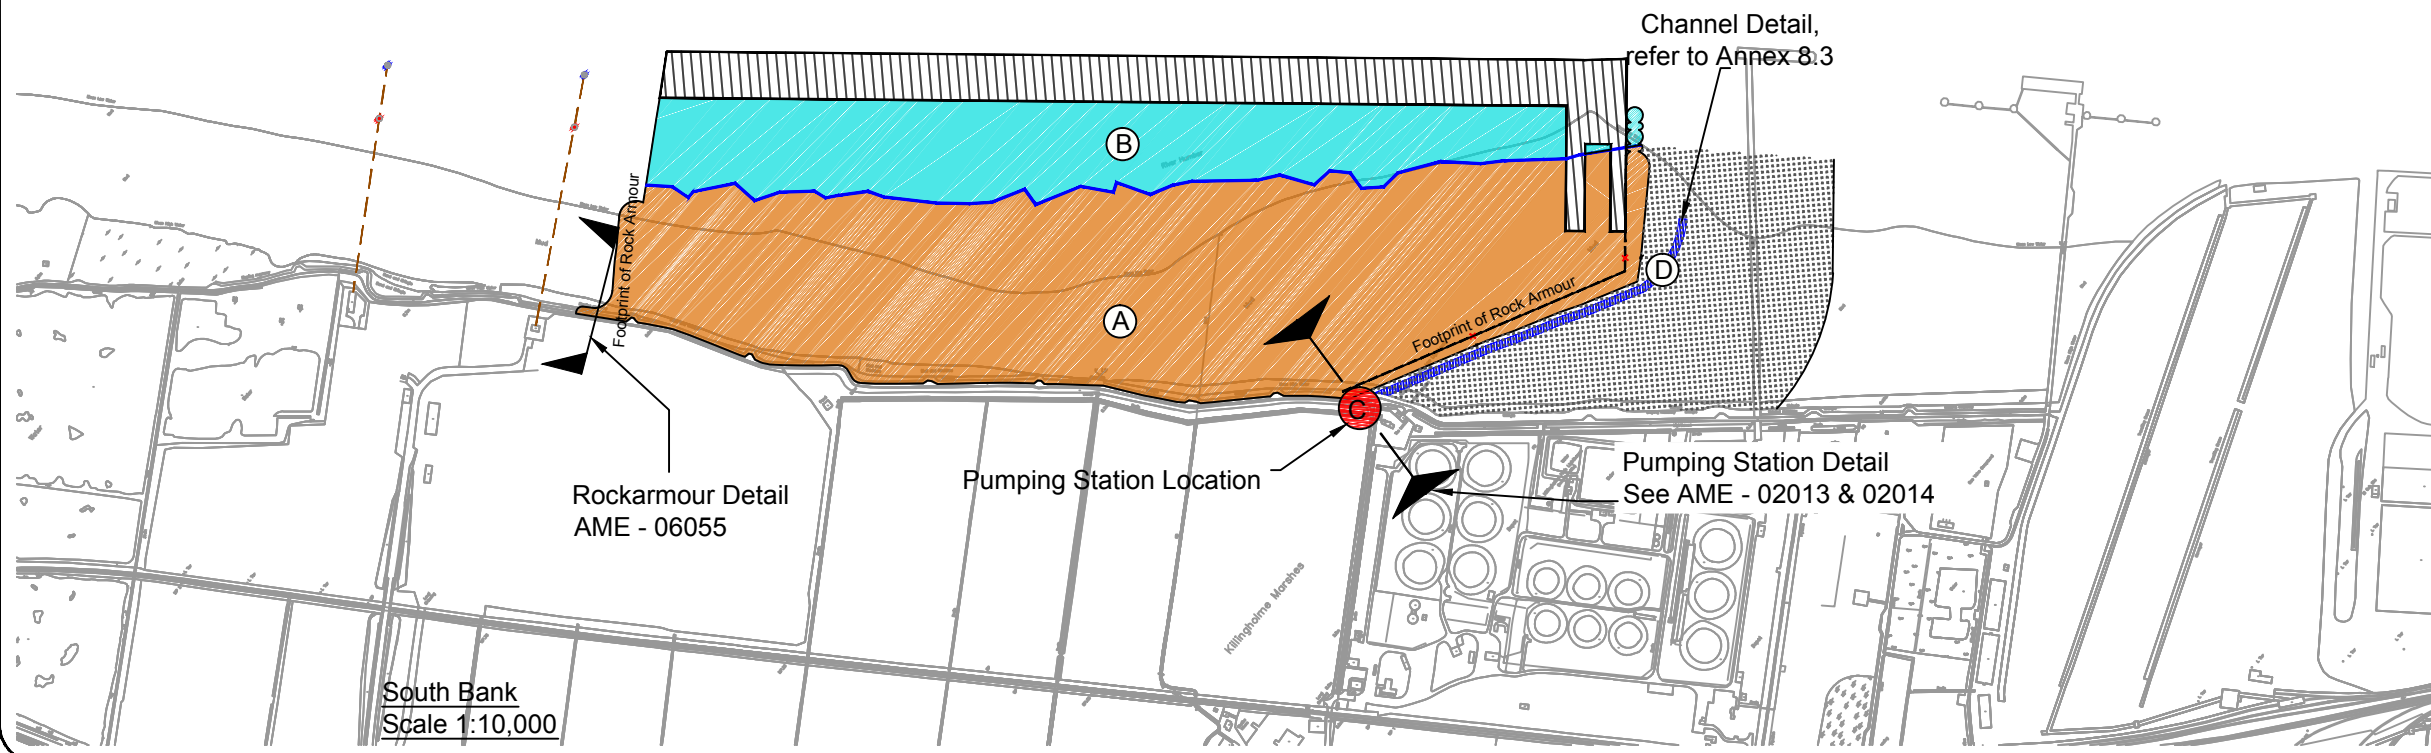 Channel Detail,
refer to Annex 8.3
B
Footprint of Rock Armour
A
D
Footprint of Rock Armour
C
Pumping Station Location
Pumping Station Detail
See AME - 02013 & 02014
Rockarmour Detail
AME - 06055
Killingholme Marshes
South Bank
Scale 1:10,000